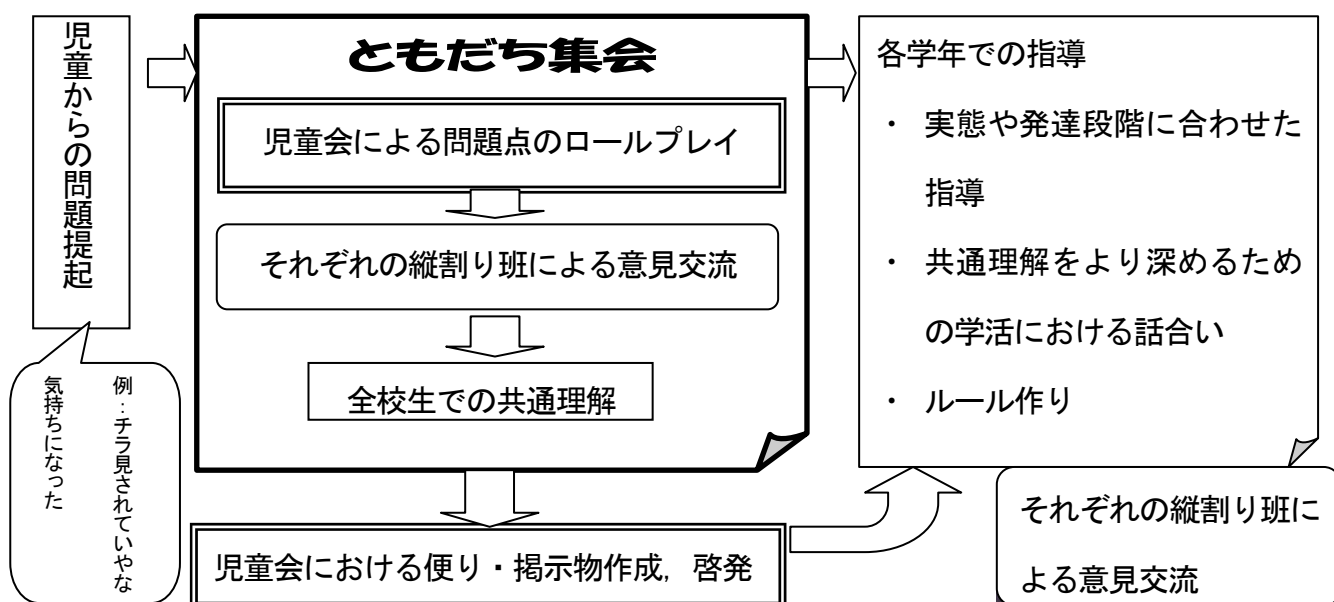 児童からの問題提起
例：チラ見されていやな
気持ちになった
ともだち集会
児童会による問題点のロールプレイ
それぞれの縦割り班による意見交流
全校生での共通理解
児童会における便り・掲示物作成，啓発
各学年での指導
・ 実態や発達段階に合わせた
指導
・ 共通理解をより深めるため
の学活における話合い
・ ルール作り
それぞれの縦割り班に
よる意見交流